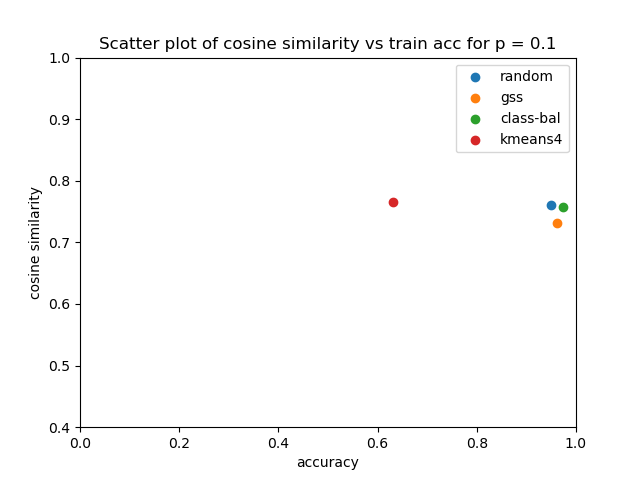 Scatter plot of cosine similarity vs train acc for p = 0.1
random
gss
class-bal
kmeans4
cosine similarity
1.0
0.9
0.8
0.7
0.6
0.5
0.4
0.0 0.2 0.4 0.6 0.8 1.0
accuracy